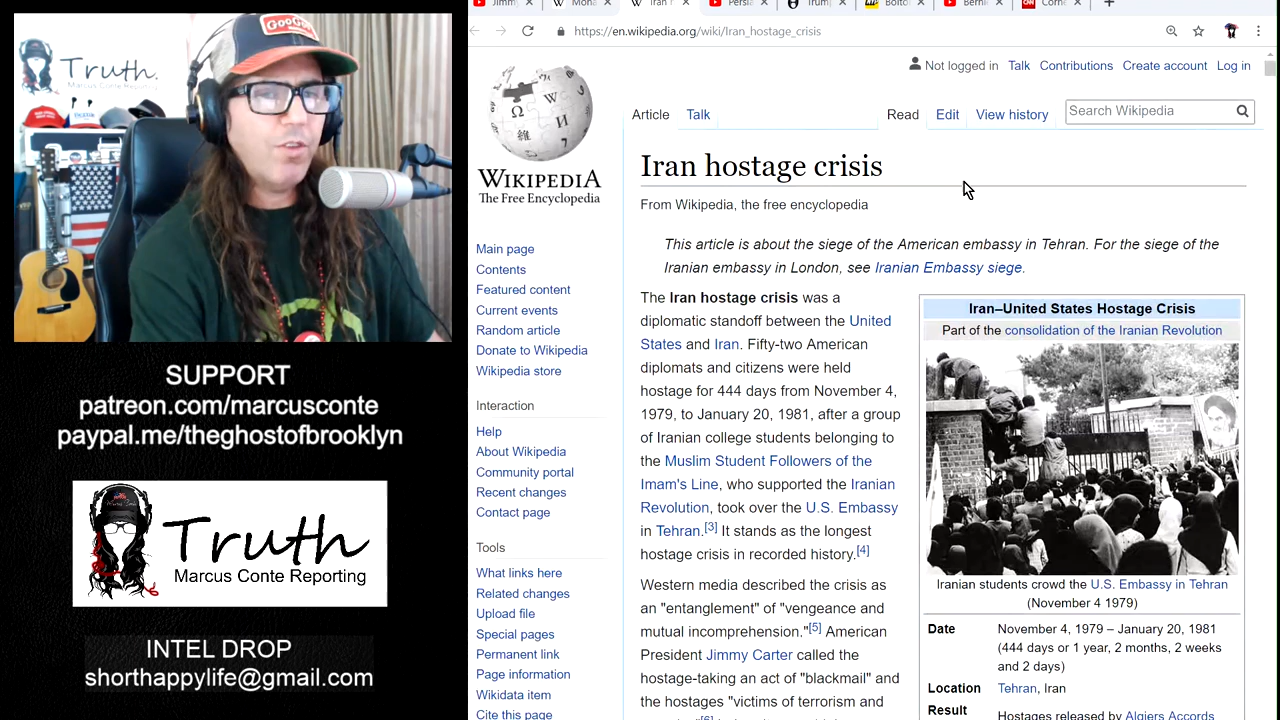 Jimmy
Moha
Iran h
Persia
Trump
Bolton
Berni
Corne
https://en.wikipedia.org/wiki/Iran_hostage_crisis
Not logged in Talk Contributions Create account Log in
Article Talk Read Edit View history Search Wikipedia
Iran hostage crisis
From Wikipedia, the free encyclopedia
This article is about the siege of the American embassy in Tehran. For the siege of the
Iranian embassy in London, see Iranian Embassy siege.
The Iran hostage crisis was a
diplomatic standoff between the United
States and Iran. Fifty-two American
diplomats and citizens were held
hostage for 444 days from November 4,
1979, to January 20, 1981, after a group
of Iranian college students belonging to
the Muslim Student Followers of the
Imam's Line, who supported the Iranian
Revolution, took over the U.S. Embassy
in Tehran.[3] It stands as the longest
hostage crisis in recorded history.[4]
Western media described the crisis as
an "entanglement" of "vengeance and
mutual incomprehension."[5] American
President Jimmy Carter called the
hostage-taking an act of "blackmail" and
the hostages "victims of terrorism and
Iran–United States Hostage Crisis
Part of the consolidation of the Iranian Revolution
Iranian students crowd the U.S. Embassy in Tehran
(November 4 1979)
Date November 4, 1979 – January 20, 1981
(444 days or 1 year, 2 months, 2 weeks
and 2 days)
Location Tehran, Iran
Result Hostages released by Algiers Accords
WIKIPEDIA
The Free Encyclopedia
Main page
Contents
Featured content
Current events
Random article
Donate to Wikipedia
Wikipedia store
Interaction
Help
About Wikipedia
Community portal
Recent changes
Contact page
Tools
What links here
Related changes
Upload file
Special pages
Permanent link
Page information
Wikidata item
Cite this page
Truth.
Marcus Conte Reporting
GooGoo
SUPPORT
patreon.com/marcusconte
paypal.me/theghostofbrooklyn
Truth
Marcus Conte Reporting
INTEL DROP
shorthappylife@gmail.com